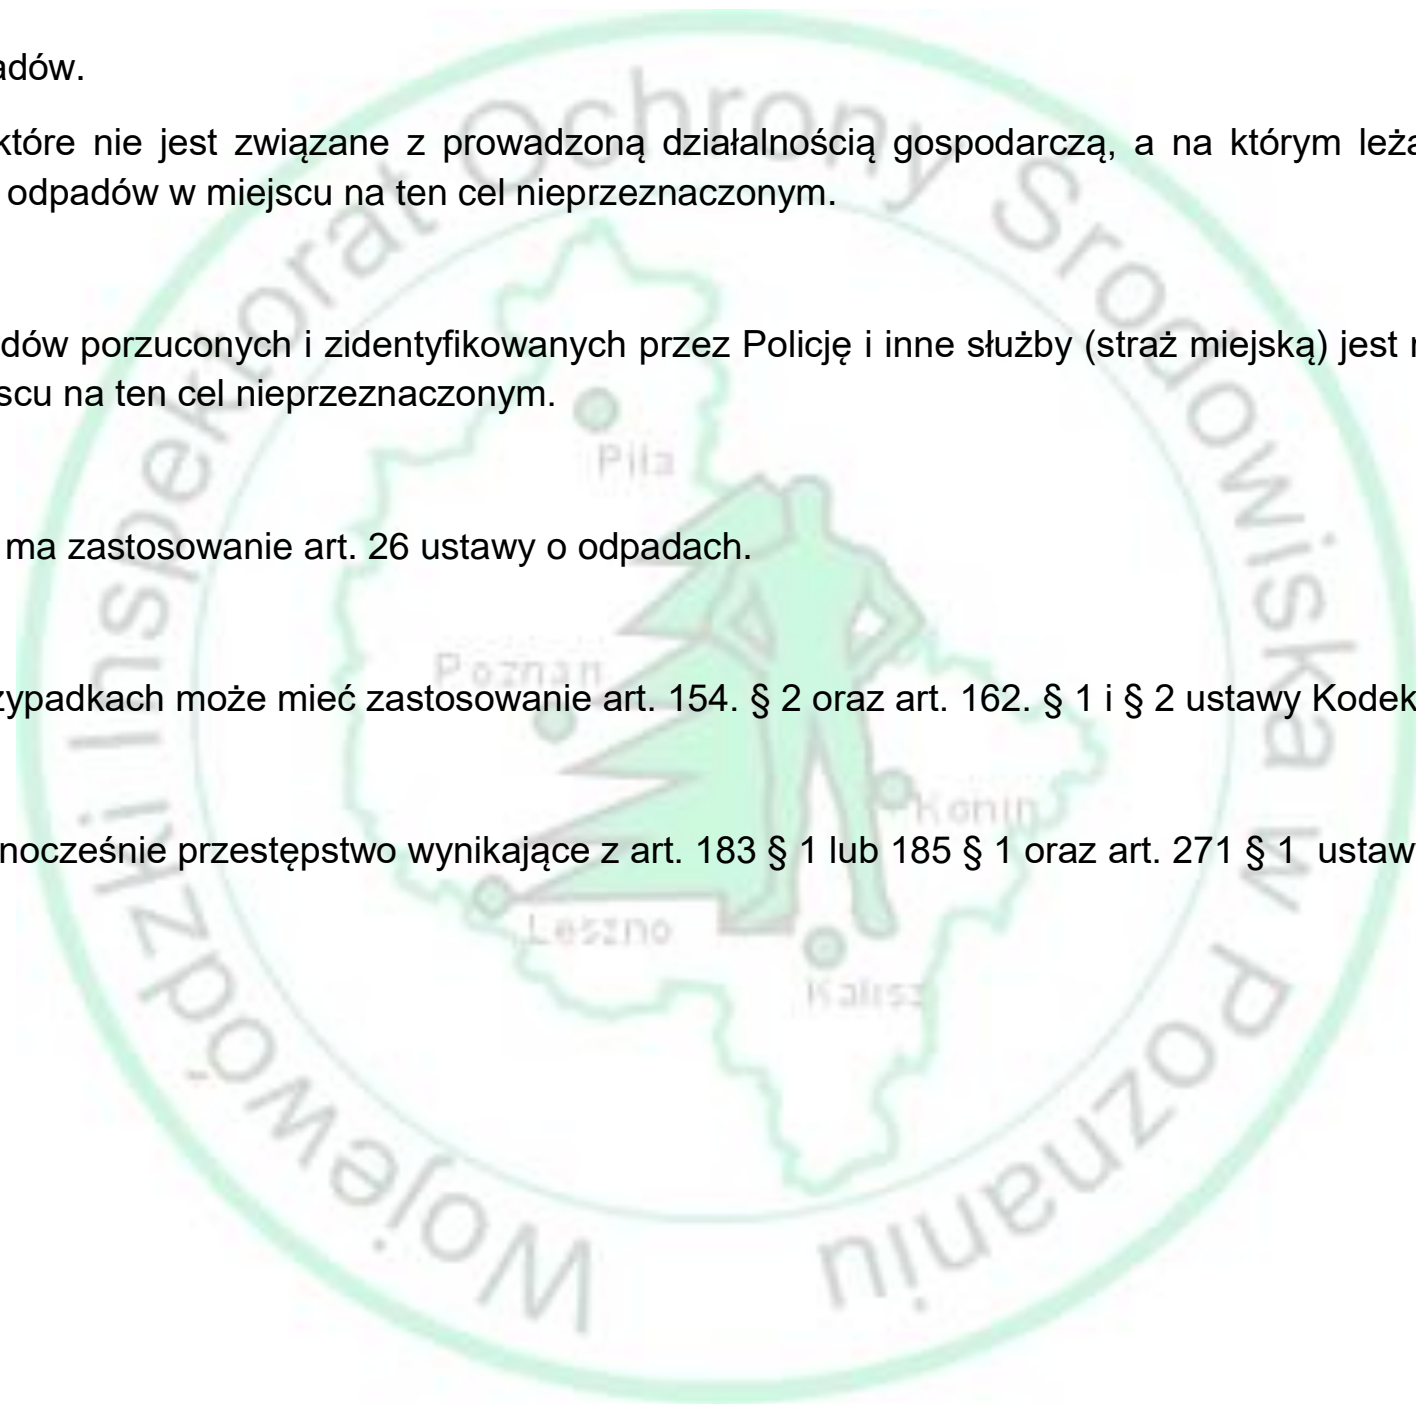 adów.
które nie jest związane z prowadzoną działalnością gospodarczą, a na którym leża
odpadów w miejscu na ten cel nieprzeznaczonym.
dów porzuconych i zidentyfikowanych przez Policję i inne służby (straż miejską) jest
scu na ten cel nieprzeznaczonym.
ma zastosowanie art. 26 ustawy o odpadach.
zypadkach może mieć zastosowanie art. 154. § 2 oraz art. 162. § 1 i § 2 ustawy Kodek
nocześnie przestępstwo wynikające z art. 183 § 1 lub 185 § 1 oraz art. 271 § 1 ustaw
Wojewódzki Inspektorat Ochrony Środowiska w Poznaniu
Piła
Poznań
Konin
Leszno
Kalisz